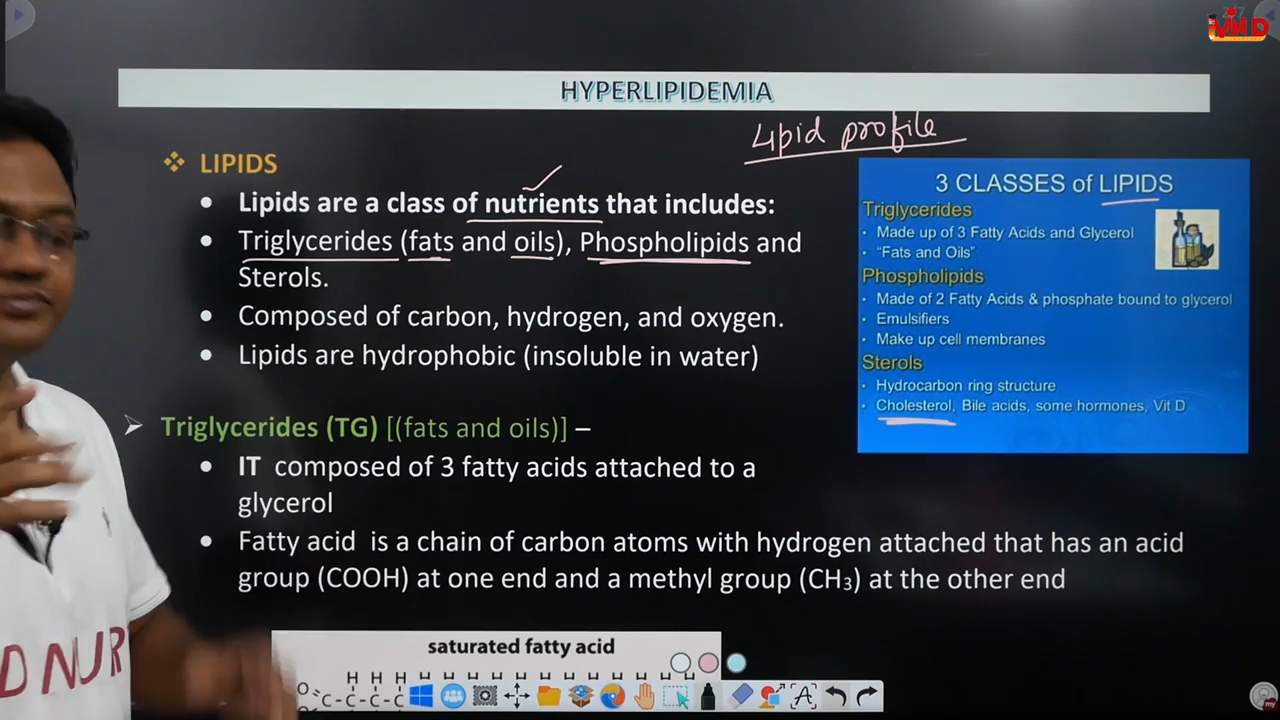 VND
HYPERLIPIDEMIA
Lipid profile
❖ LIPIDS
• Lipids are a class of nutrients that includes:
• Triglycerides (fats and oils), Phospholipids and
Sterols.
• Composed of carbon, hydrogen, and oxygen.
• Lipids are hydrophobic (insoluble in water)
3 CLASSES of LIPIDS
Triglycerides
• Made up of 3 Fatty Acids and Glycerol
• “Fats and Oils”
Phospholipids
• Made of 2 Fatty Acids & phosphate bound to glycerol
• Emulsifiers
• Make up cell membranes
Sterols
• Hydrocarbon ring structure
• Cholesterol, Bile acids, some hormones, Vit D
➢ Triglycerides (TG) [(fats and oils)] –
• IT composed of 3 fatty acids attached to a
glycerol
• Fatty acid is a chain of carbon atoms with hydrogen attached that has an acid
group (COOH) at one end and a methyl group (CH₃) at the other end
saturated fatty acid
H H H
O
C-C-C-C
D NUR
A
my